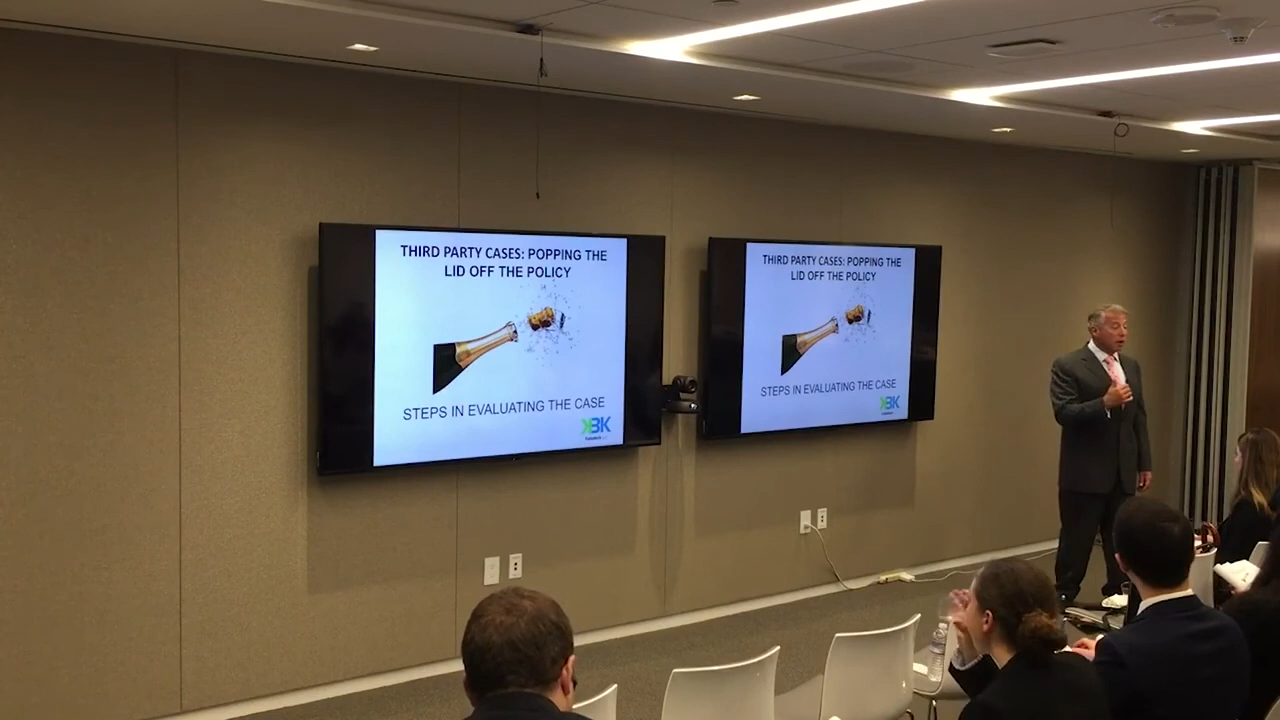 THIRD PARTY CASES: POPPING THE
LID OFF THE POLICY
STEPS IN EVALUATING THE CASE
KBK
THIRD PARTY CASES: POPPING THE
LID OFF THE POLICY
STEPS IN EVALUATING THE CASE
KBK